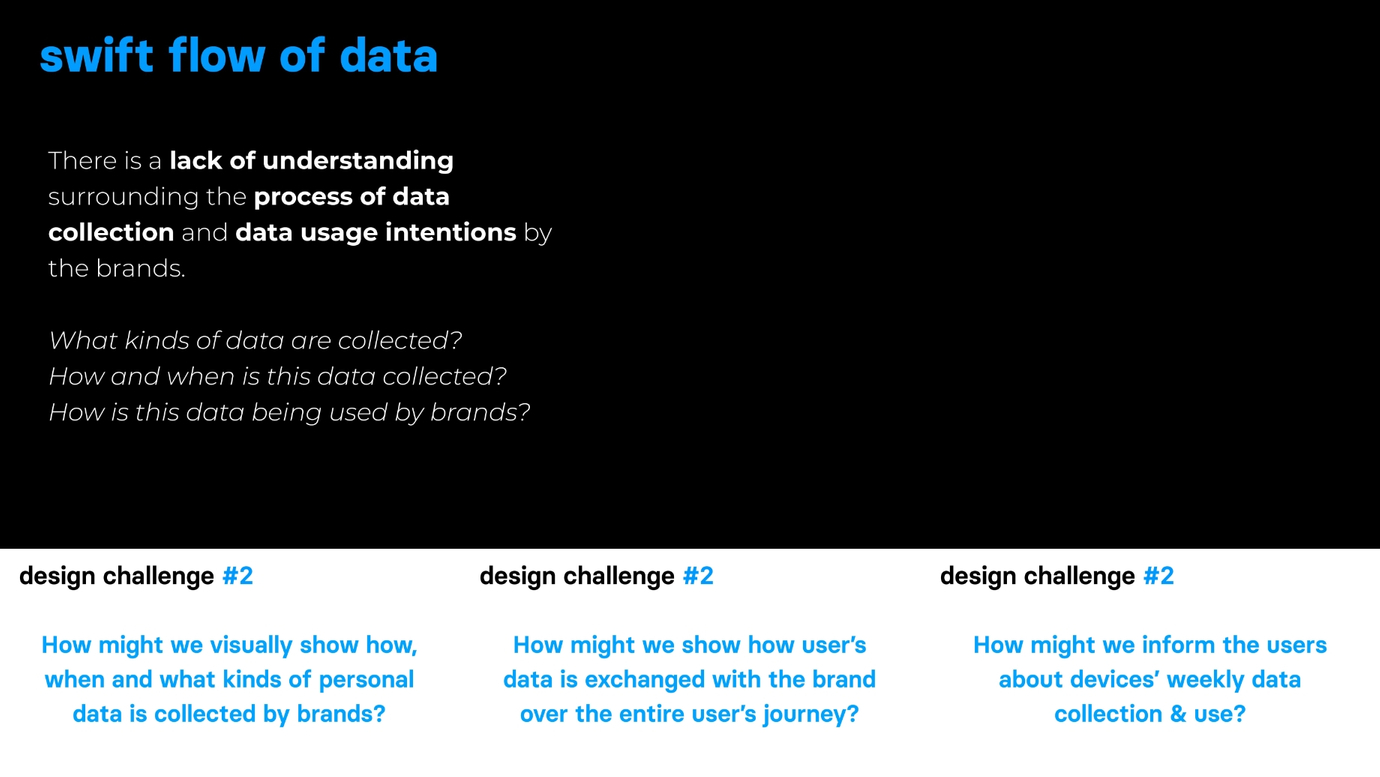 swift flow of data
There is a lack of understanding
surrounding the process of data
collection and data usage intentions by
the brands.
What kinds of data are collected?
How and when is this data collected?
How is this data being used by brands?
design challenge #2
How might we visually show how,
when and what kinds of personal
data is collected by brands?
design challenge #2
How might we show how user’s
data is exchanged with the brand
over the entire user’s journey?
design challenge #2
How might we inform the users
about devices’ weekly data
collection & use?